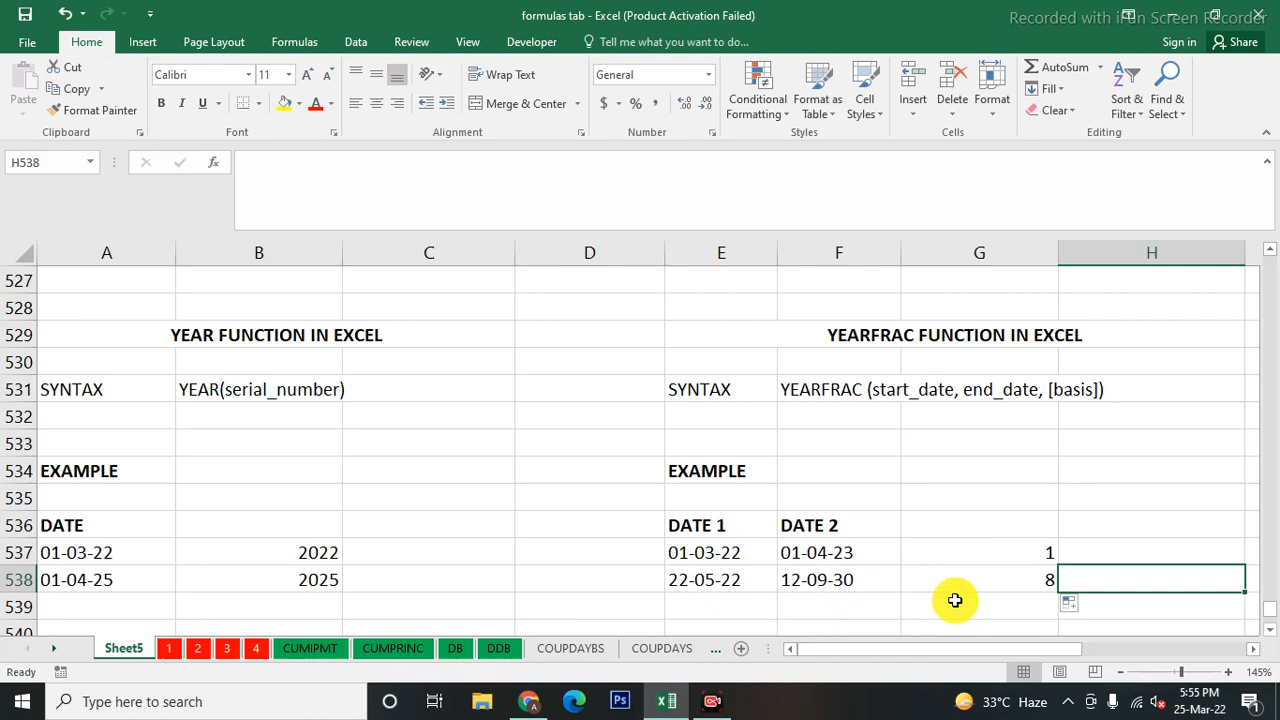 formulas tab - Excel (Product Activation Failed)
Recorded with iFun Screen Recorder
File Home Insert Page Layout Formulas Data Review View Developer Tell me what you want to do... Sign in Share
Paste Cut Copy Format Painter Clipboard
Calibri 11 A A B I U A Font
Wrap Text Merge & Center Alignment
General $ % , Number
Conditional Formatting Format as Table Cell Styles Styles
Insert Delete Format Cells
AutoSum Fill Clear Sort & Filter Find & Select Editing
H538 fx
A B C D E F G H
527
528
529 YEAR FUNCTION IN EXCEL YEARFRAC FUNCTION IN EXCEL
530
531 SYNTAX YEAR(serial_number) SYNTAX YEARFRAC (start_date, end_date, [basis])
532
533
534 EXAMPLE EXAMPLE
535
536 DATE DATE 1 DATE 2
537 01-03-22 2022 01-03-22 01-04-23 1
538 01-04-25 2025 22-05-22 12-09-30 8
539
540
Sheet5 1 2 3 4 CUMIPMT CUMPRINC DB DDB COUPDAYBS COUPDAYS ...
Ready 145%
Type here to search 33°C Haze 5:55 PM
25-Mar-22 1